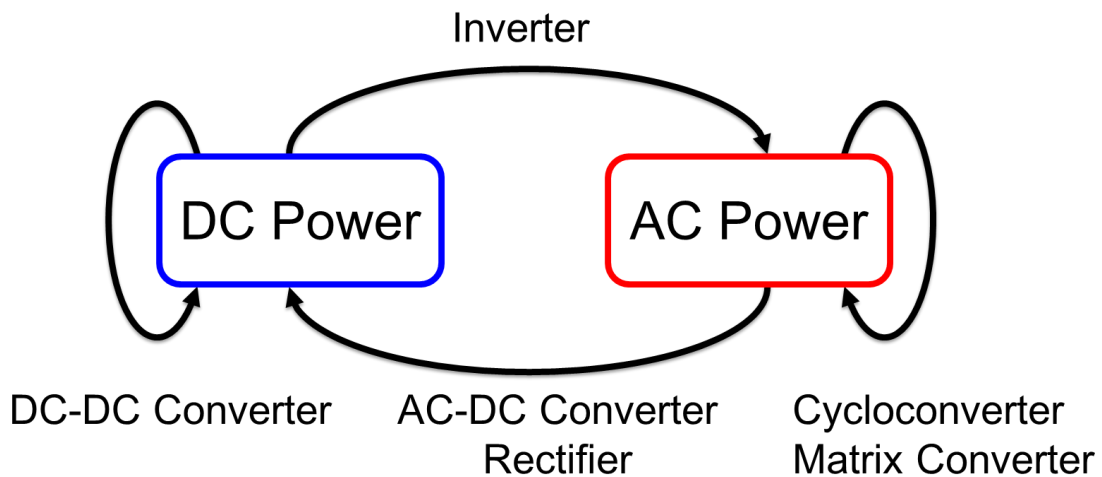 Inverter
DC Power
AC Power
DC-DC Converter
AC-DC Converter
Rectifier
Cycloconverter
Matrix Converter